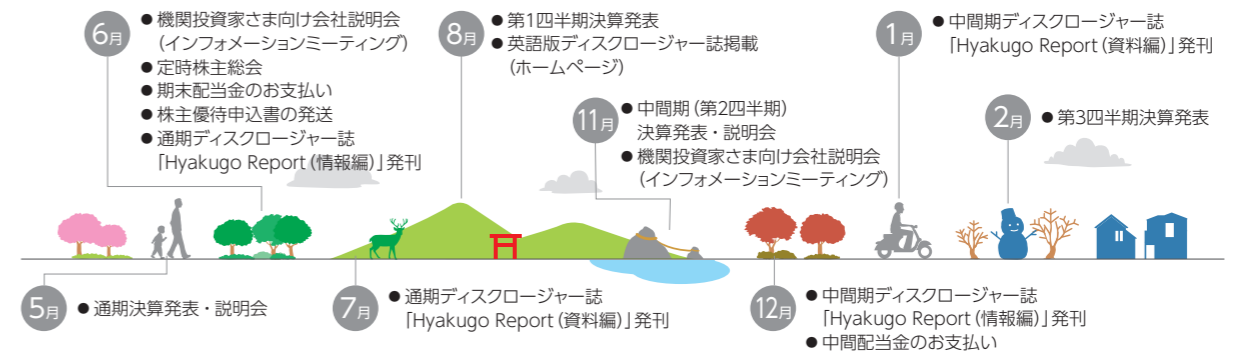 5月
● 通期決算発表・説明会
6月
● 機関投資家さま向け会社説明会
（インフォメーションミーティング）
● 定時株主総会
● 期末配当金のお支払い
● 株主優待申込書の発送
● 通期ディスクロージャー誌
「Hyakugo Report（情報編）」発刊
7月
● 通期ディスクロージャー誌
「Hyakugo Report（資料編）」発刊
8月
● 第1四半期決算発表
● 英語版ディスクロージャー誌掲載
（ホームページ）
11月
● 中間期（第2四半期）
決算発表・説明会
● 機関投資家さま向け会社説明会
（インフォメーションミーティング）
12月
● 中間期ディスクロージャー誌
「Hyakugo Report（情報編）」発刊
● 中間配当金のお支払い
1月
● 中間期ディスクロージャー誌
「Hyakugo Report（資料編）」発刊
2月
● 第3四半期決算発表